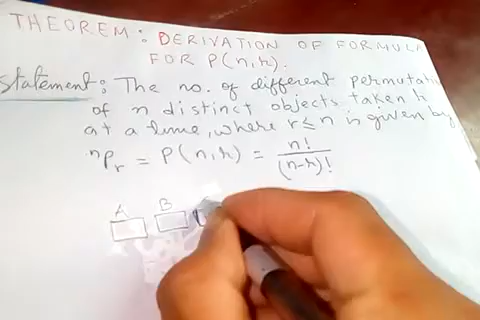 THEOREM: DERIVATION OF FORMULA
FOR P(n,r).
Statement: The no. of different permutati
of n distinct objects taken r
at a time, where r≤n is given by
ⁿPᵣ = P(n,r) = n!/(n-r)!
A B